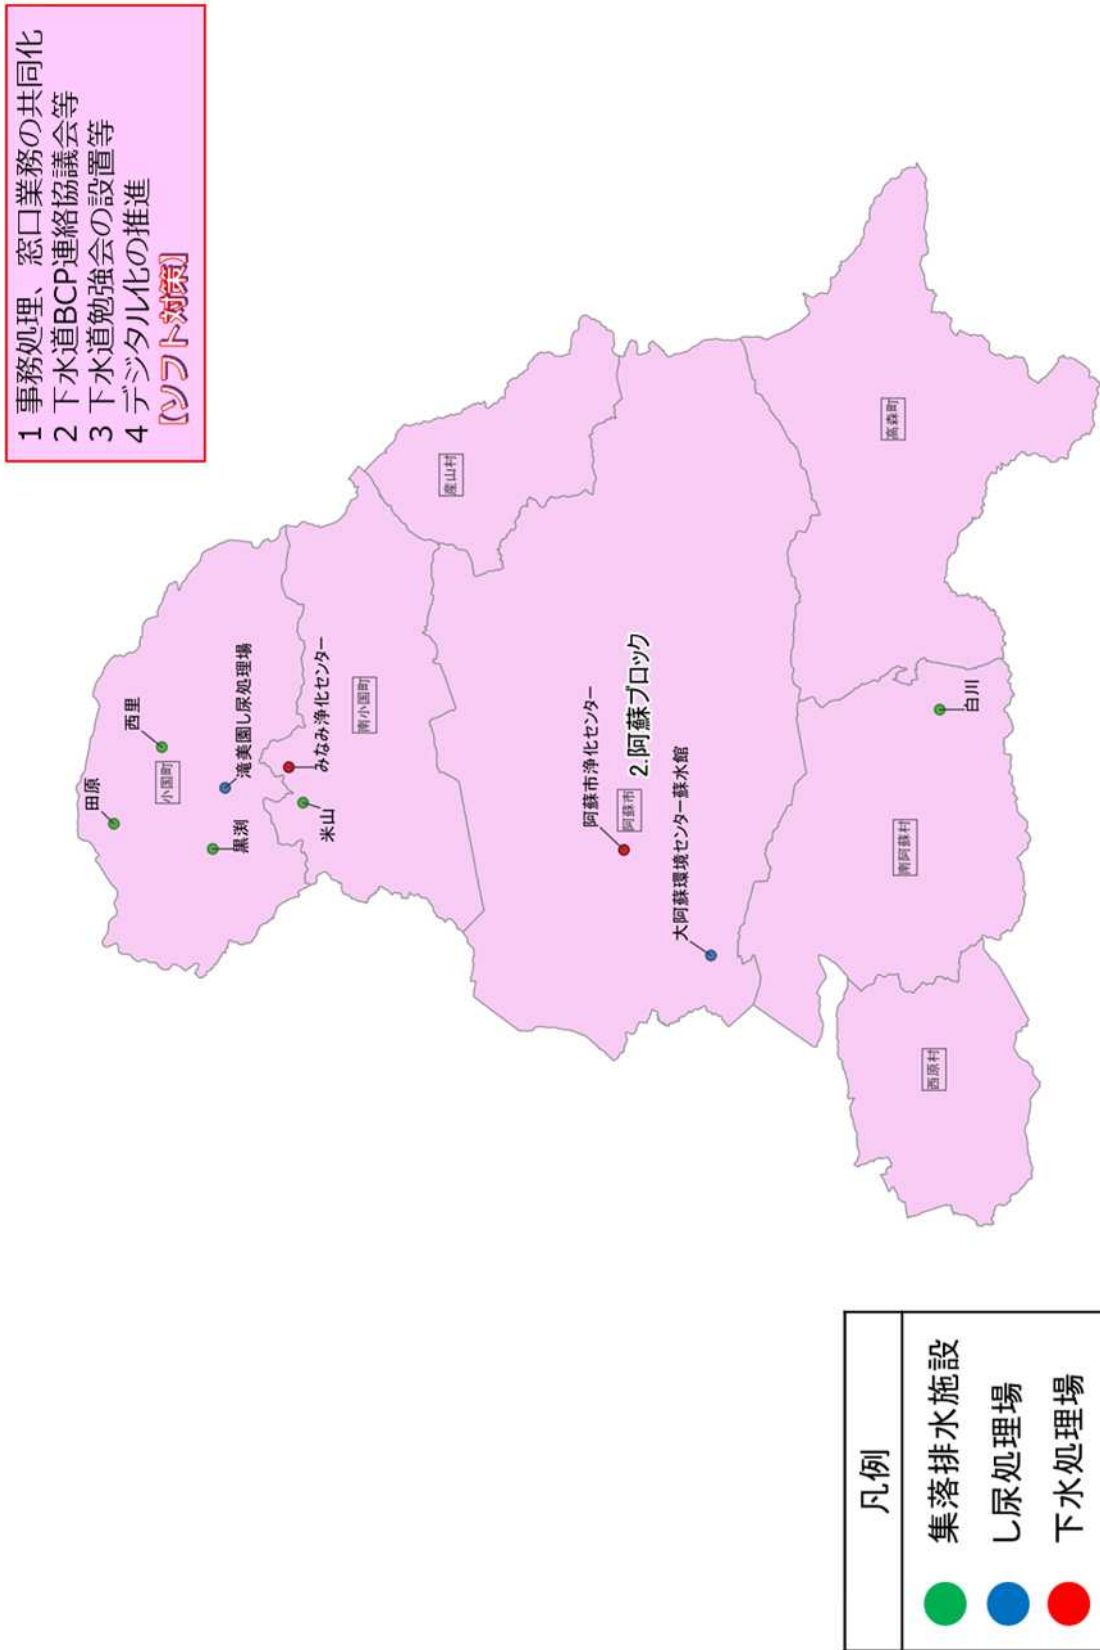 1 事務処理、窓口業務の共同化
2 下水道BCP連絡協議会等
3 下水道勉強会の設置等
4 デジタル化の推進
【ソフト対策】
田原
西里
小国町
黒渕
滝美園し尿処理場
みなみ浄化センター
米山
南小国町
産山村
阿蘇市浄化センター
阿蘇市
2.阿蘇ブロック
大阿蘇環境センター蘇水館
高森町
南阿蘇村
白川
西原村
凡例
集落排水施設
し尿処理場
下水処理場